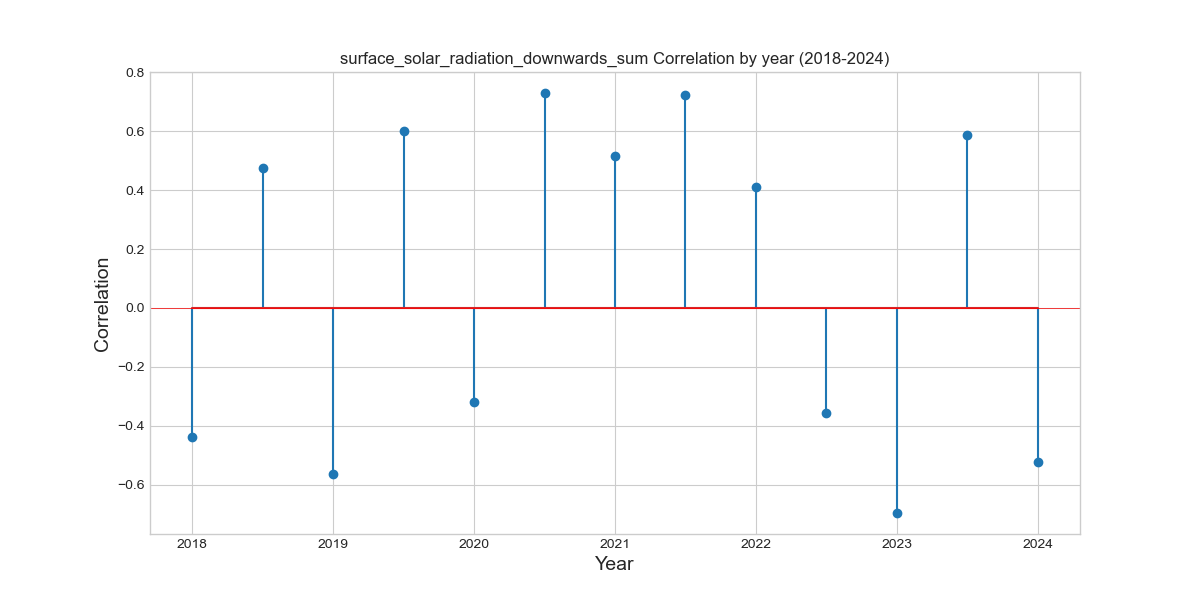 surface_solar_radiation_downwards_sum Correlation by year (2018-2024)
0.8
0.6
0.4
0.2
0.0
−0.2
−0.4
−0.6
Correlation
2018 2019 2020 2021 2022 2023 2024
Year